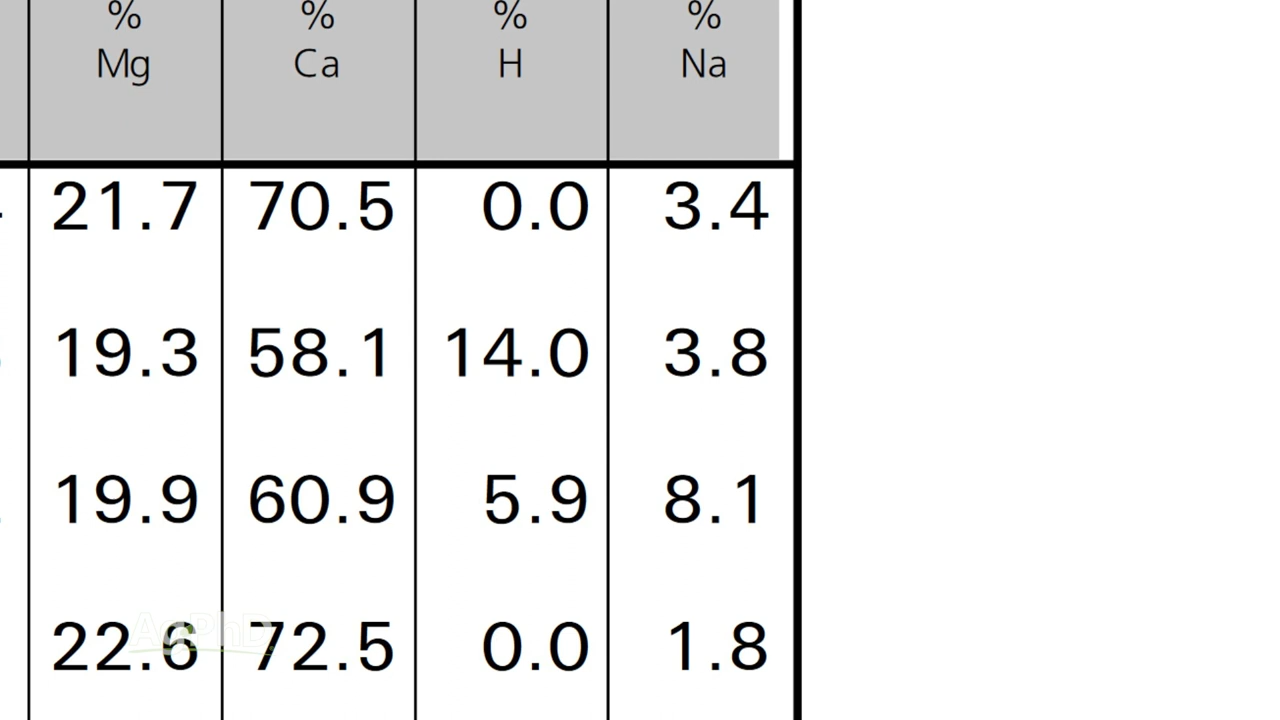 % % % %
Mg Ca H Na
21.7 70.5 0.0 3.4
19.3 58.1 14.0 3.8
19.9 60.9 5.9 8.1
22.6 72.5 0.0 1.8
AgPhD